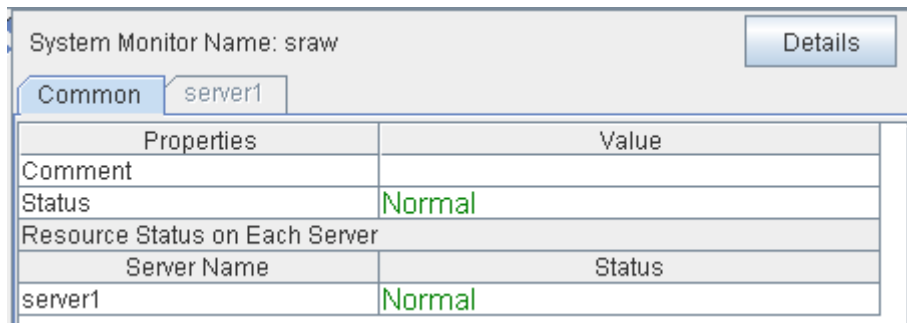 System Monitor Name: sraw
Details
Common server1
Properties Value
Comment
Status Normal
Resource Status on Each Server
Server Name Status
server1 Normal